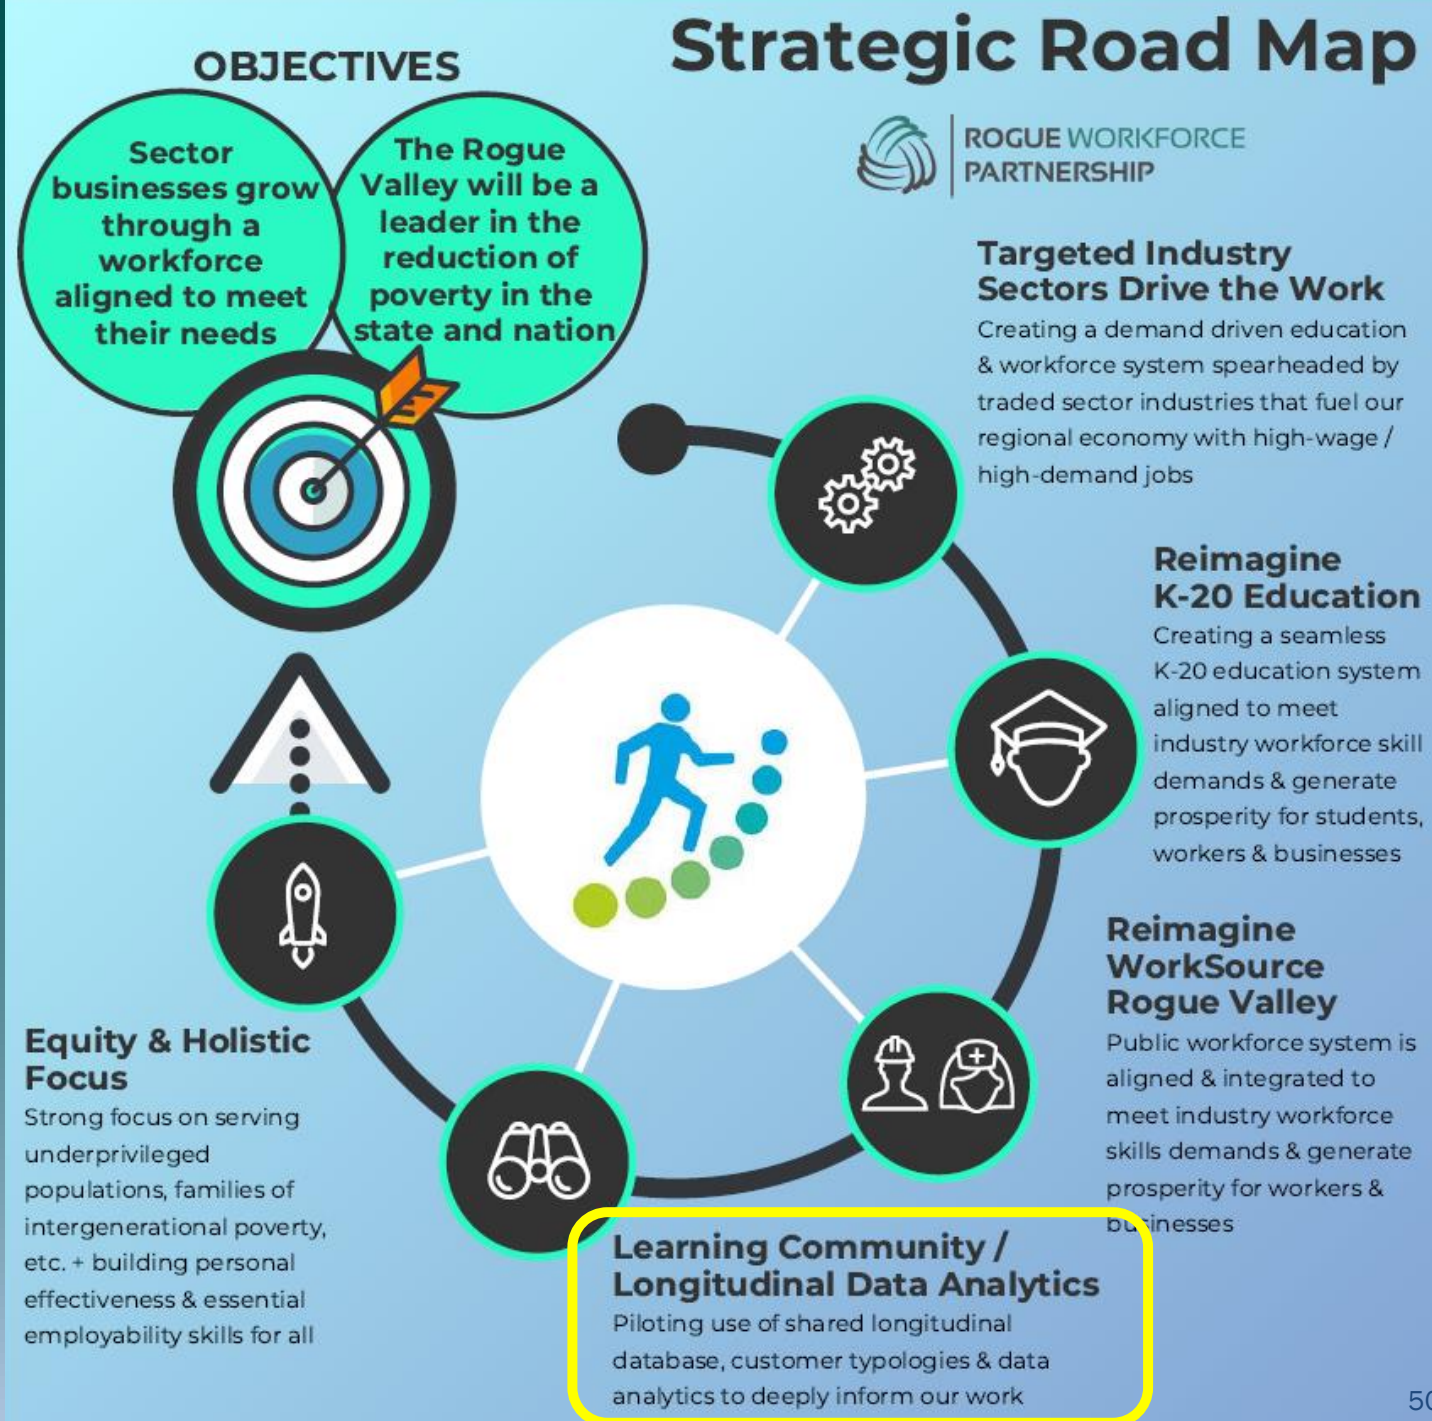 Strategic Road Map
OBJECTIVES
Sector
businesses grow
through a
workforce
aligned to meet
their needs
The Rogue
Valley will be a
leader in the
reduction of
poverty in the
state and nation
ROGUE WORKFORCE
PARTNERSHIP
Targeted Industry
Sectors Drive the Work
Creating a demand driven education
& workforce system spearheaded by
traded sector industries that fuel our
regional economy with high-wage /
high-demand jobs
Reimagine
K-20 Education
Creating a seamless
K-20 education system
aligned to meet
industry workforce skill
demands & generate
prosperity for students,
workers & businesses
Reimagine
WorkSource
Rogue Valley
Public workforce system is
aligned & integrated to
meet industry workforce
skills demands & generate
prosperity for workers &
businesses
Learning Community /
Longitudinal Data Analytics
Piloting use of shared longitudinal
database, customer typologies & data
analytics to deeply inform our work
Equity & Holistic
Focus
Strong focus on serving
underprivileged
populations, families of
intergenerational poverty,
etc. + building personal
effectiveness & essential
employability skills for all
50